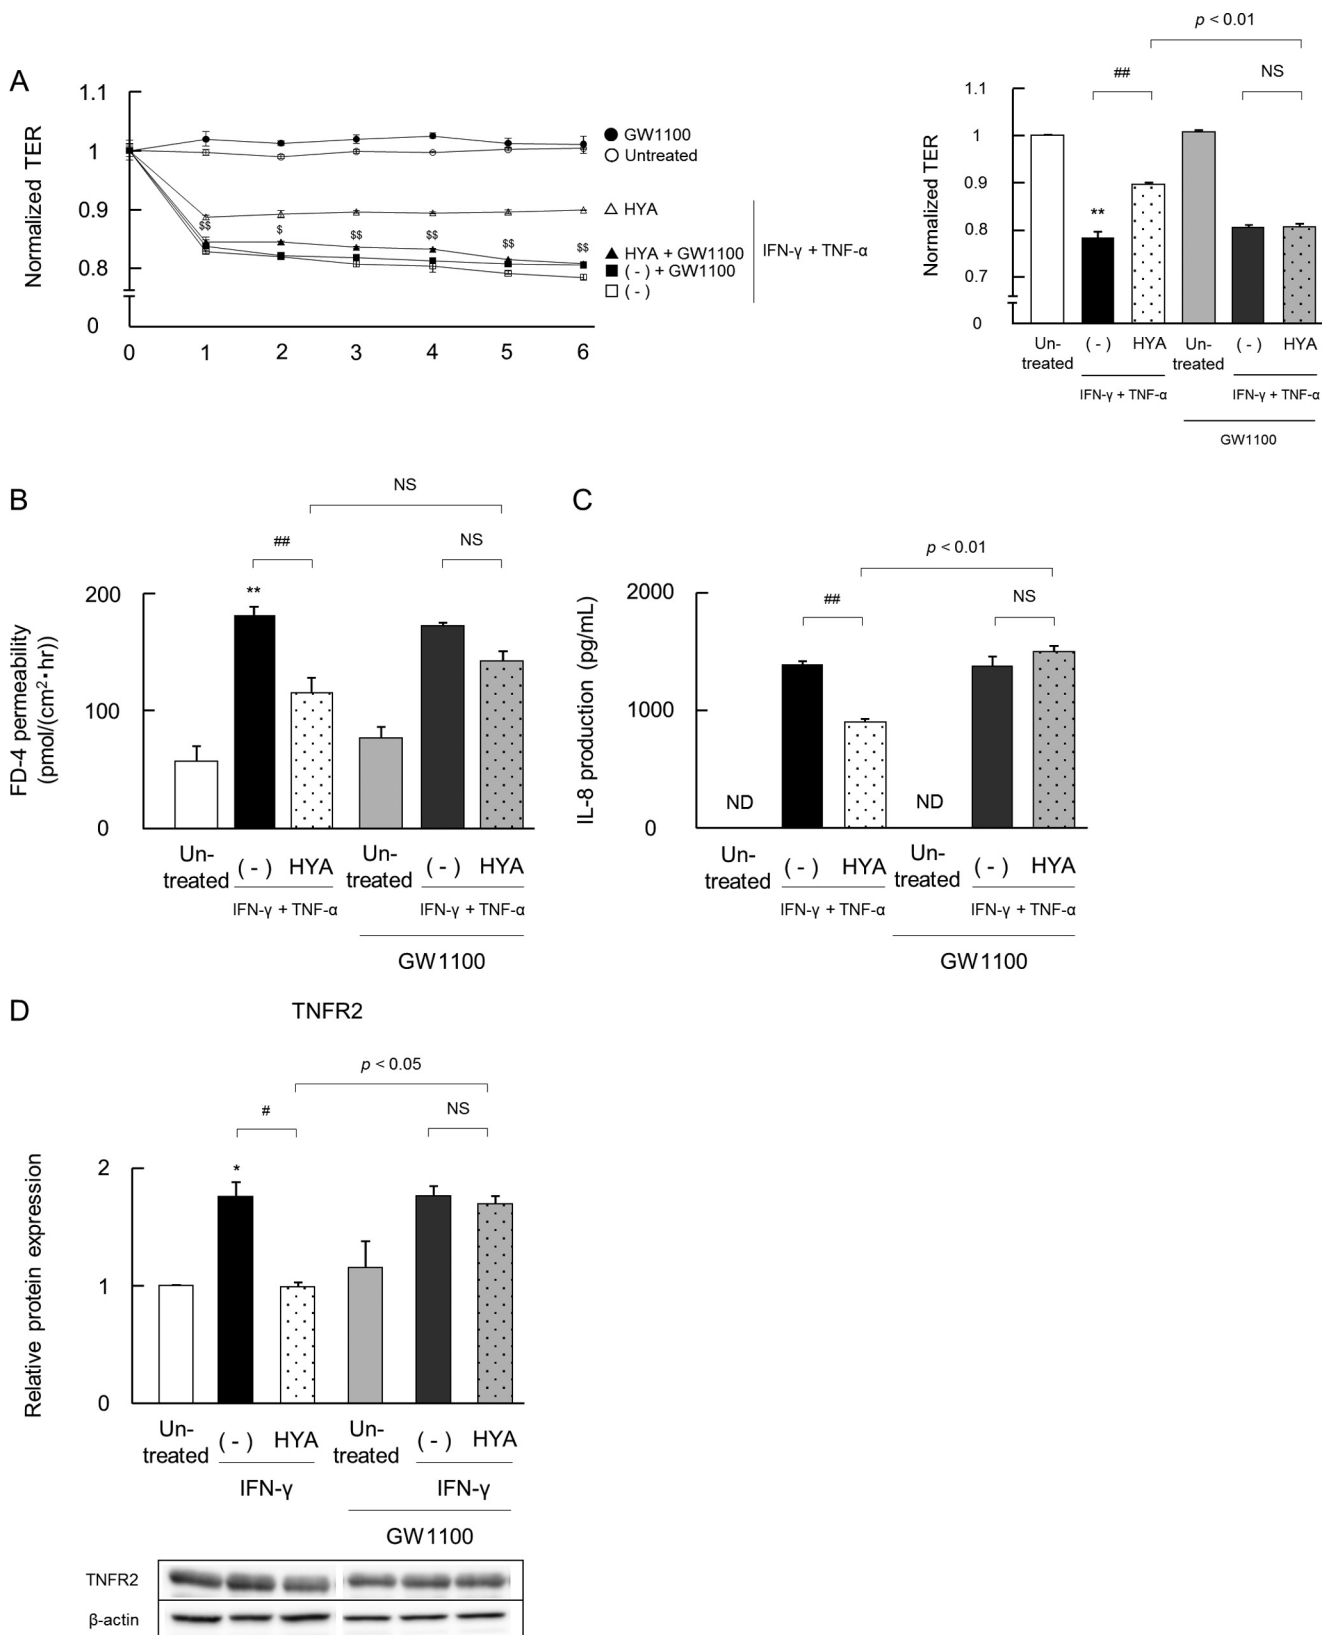 A
Normalized TER
1.1
1
0.9
0.8
0
0 1 2 3 4 5 6
$$ $ $$ $$ $$ $$
GW1100
Untreated
HYA
HYA + GW1100
( - ) + GW1100
( - )
IFN-γ + TNF-α
p < 0.01
## NS
**
Normalized TER
1.1
1
0.9
0.8
0.7
0
Un-treated ( - ) HYA Un-treated ( - ) HYA
IFN-γ + TNF-α IFN-γ + TNF-α
GW1100
B
NS
## NS
**
FD-4 permeability
(pmol/(cm²•hr))
200
100
0
Un-treated ( - ) HYA Un-treated ( - ) HYA
IFN-γ + TNF-α IFN-γ + TNF-α
GW1100
C
p < 0.01
## NS
IL-8 production (pg/mL)
2000
1000
0
ND ND
Un-treated ( - ) HYA Un-treated ( - ) HYA
IFN-γ + TNF-α IFN-γ + TNF-α
GW1100
D
TNFR2
p < 0.05
# NS
*
Relative protein expression
2
1
0
Un-treated ( - ) HYA Un-treated ( - ) HYA
IFN-γ IFN-γ
GW1100
TNFR2
β-actin